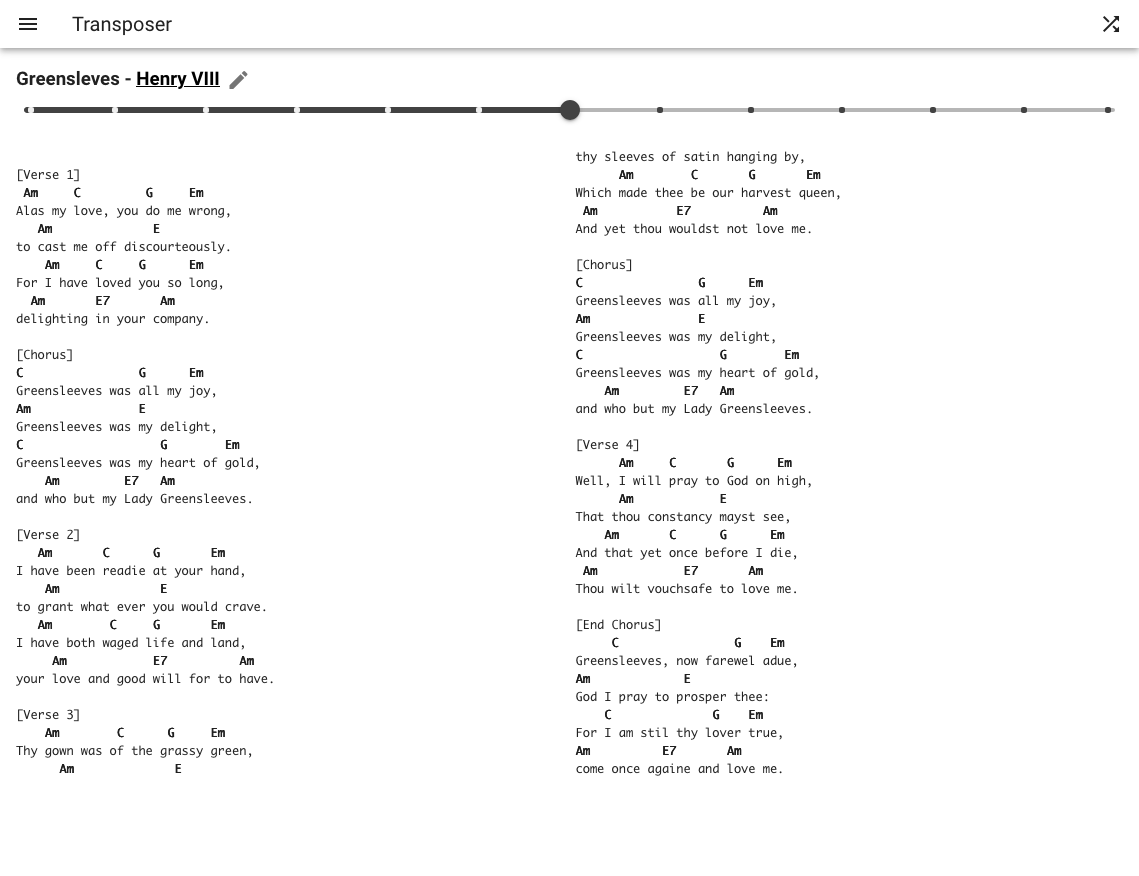 Transposer
Greensleves - Henry VIII
[Verse 1]
 Am     C         G     Em
Alas my love, you do me wrong,
   Am              E
to cast me off discourteously.
    Am     C     G      Em
For I have loved you so long,
  Am       E7       Am
delighting in your company.

[Chorus]
C                G      Em
Greensleeves was all my joy,
Am               E
Greensleeves was my delight,
C                   G        Em
Greensleeves was my heart of gold,
    Am         E7   Am
and who but my Lady Greensleeves.

[Verse 2]
   Am       C      G       Em
I have been readie at your hand,
    Am              E
to grant what ever you would crave.
   Am        C     G       Em
I have both waged life and land,
     Am            E7          Am
your love and good will for to have.

[Verse 3]
    Am        C      G     Em
Thy gown was of the grassy green,
      Am              E
thy sleeves of satin hanging by,
      Am        C       G       Em
Which made thee be our harvest queen,
 Am           E7          Am
And yet thou wouldst not love me.

[Chorus]
C                G      Em
Greensleeves was all my joy,
Am               E
Greensleeves was my delight,
C                   G        Em
Greensleeves was my heart of gold,
    Am         E7   Am
and who but my Lady Greensleeves.

[Verse 4]
      Am     C       G      Em
Well, I will pray to God on high,
      Am            E
That thou constancy mayst see,
    Am       C      G      Em
And that yet once before I die,
 Am            E7       Am
Thou wilt vouchsafe to love me.

[End Chorus]
     C                G    Em
Greensleeves, now farewel adue,
Am             E
God I pray to prosper thee:
    C              G    Em
For I am stil thy lover true,
Am          E7       Am
come once againe and love me.